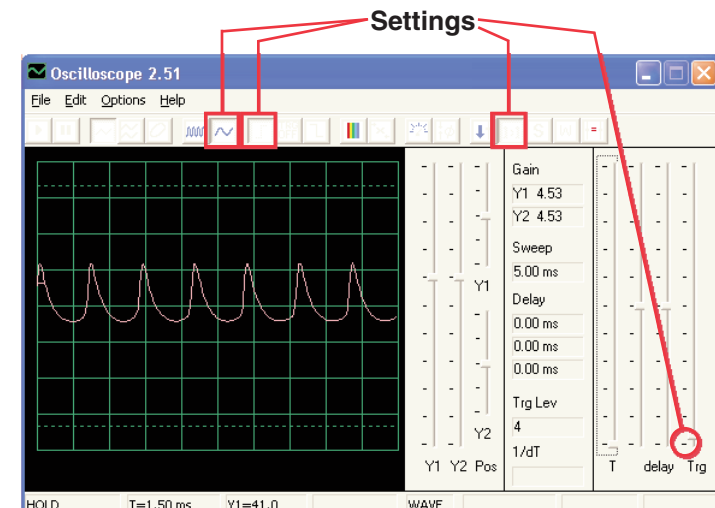 Settings
Oscilloscope 2.51
File Edit Options Help
Gain
Y1 4.53
Y2 4.53
Sweep
5.00 ms
Y1
Delay
0.00 ms
0.00 ms
0.00 ms
Trg Lev
4
Y2
1/dT
Y1 Y2 Pos
T delay Trg
HOLD T=1.50 ms Y1=41.0 WAVE